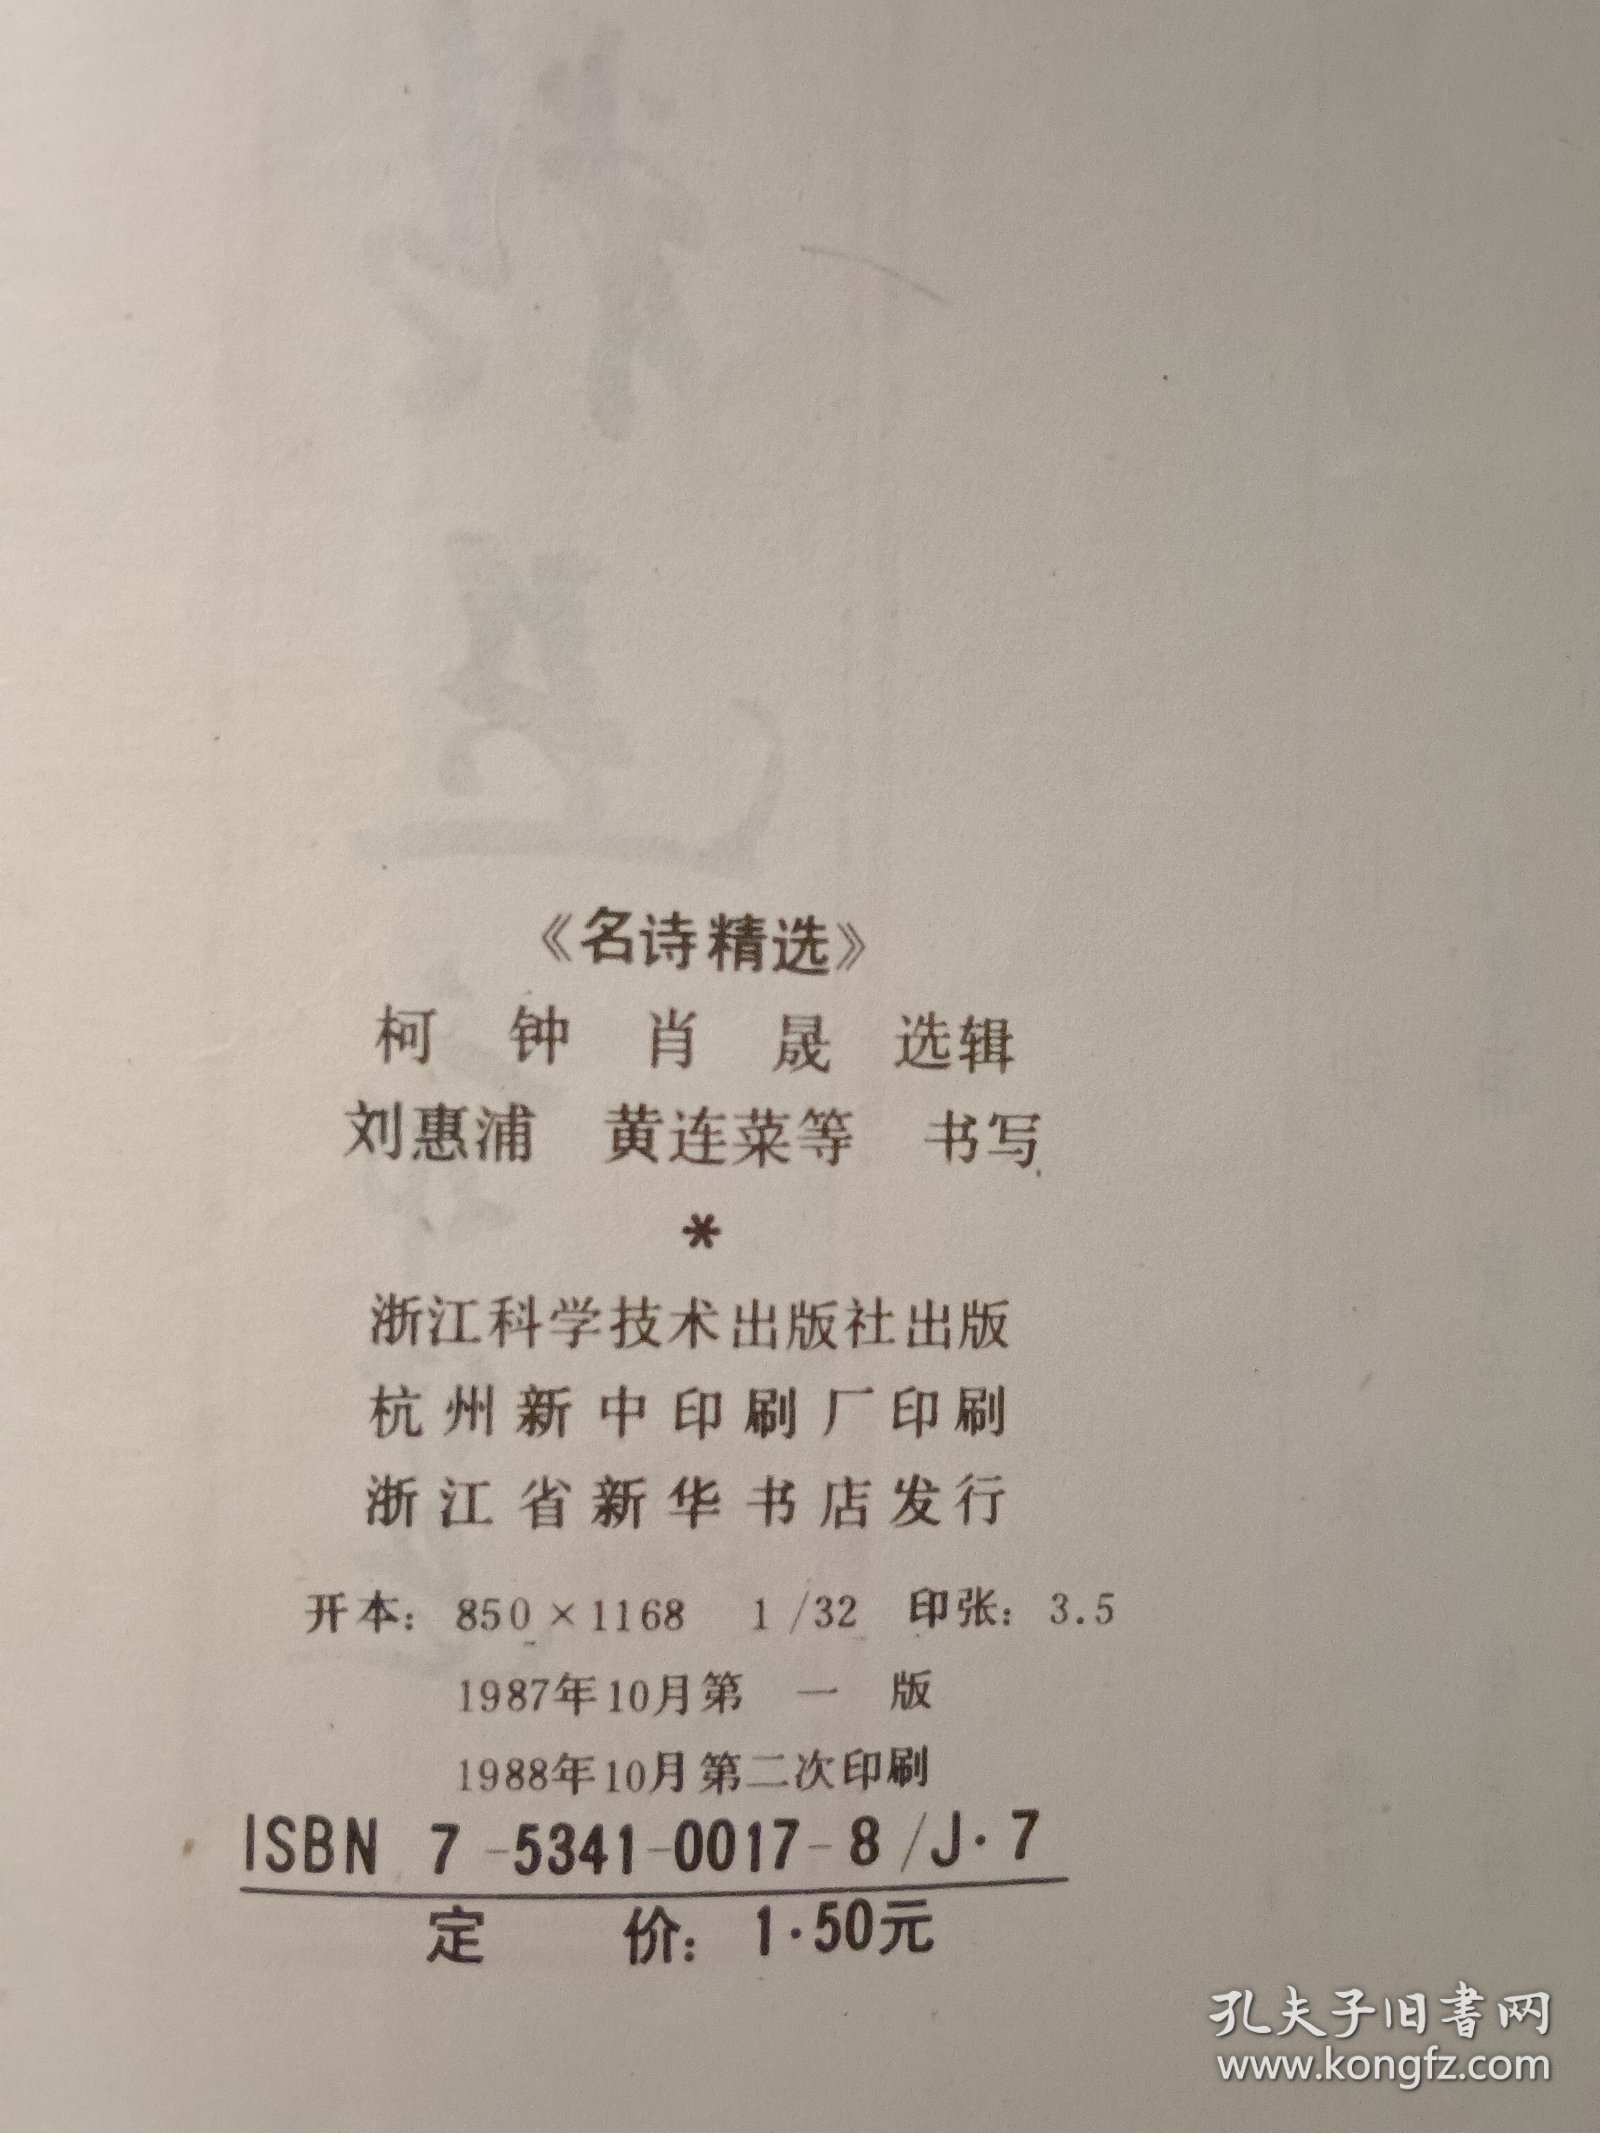 《名诗精选》
柯 钟 肖 晟 选辑
刘惠浦 黄连菜等 书写
*
浙江科学技术出版社出版
杭州新中印刷厂印刷
浙江省新华书店发行
开本：850×1168 1/32 印张：3.5
1987年10月第 一 版
1988年10月第二次印刷
ISBN 7-5341-0017-8/J·7
定 价：1·50元
孔夫子旧書网
www.kongfz.com